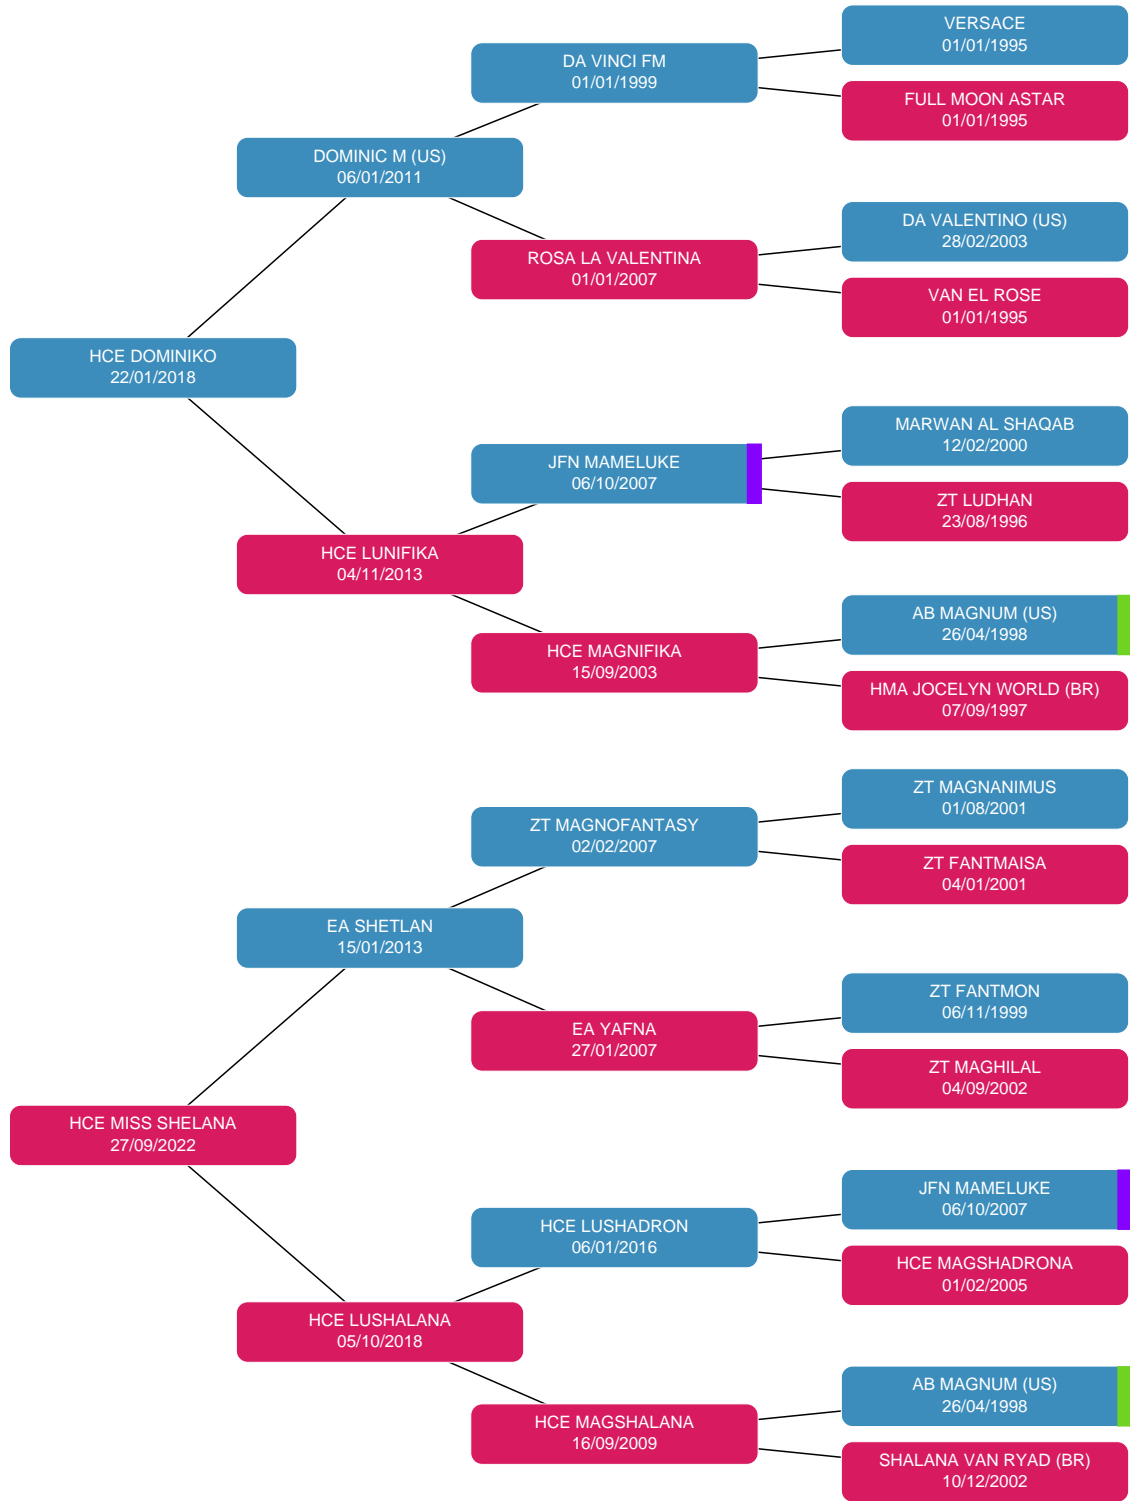 VERSACE
01/01/1995
DA VINCI FM
01/01/1999
FULL MOON ASTAR
01/01/1995
DOMINIC M (US)
06/01/2011
DA VALENTINO (US)
28/02/2003
ROSA LA VALENTINA
01/01/2007
VAN EL ROSE
01/01/1995
HCE DOMINIKO
22/01/2018
MARWAN AL SHAQAB
12/02/2000
JFN MAMELUKE
06/10/2007
ZT LUDHAN
23/08/1996
HCE LUNIFIKA
04/11/2013
AB MAGNUM (US)
26/04/1998
HCE MAGNIFIKA
15/09/2003
HMA JOCELYN WORLD (BR)
07/09/1997
ZT MAGNANIMUS
01/08/2001
ZT MAGNOFANTASY
02/02/2007
ZT FANTMAISA
04/01/2001
EA SHETLAN
15/01/2013
ZT FANTMON
06/11/1999
EA YAFNA
27/01/2007
ZT MAGHILAL
04/09/2002
HCE MISS SHELANA
27/09/2022
JFN MAMELUKE
06/10/2007
HCE LUSHADRON
06/01/2016
HCE MAGSHADRONA
01/02/2005
HCE LUSHALANA
05/10/2018
AB MAGNUM (US)
26/04/1998
HCE MAGSHALANA
16/09/2009
SHALANA VAN RYAD (BR)
10/12/2002